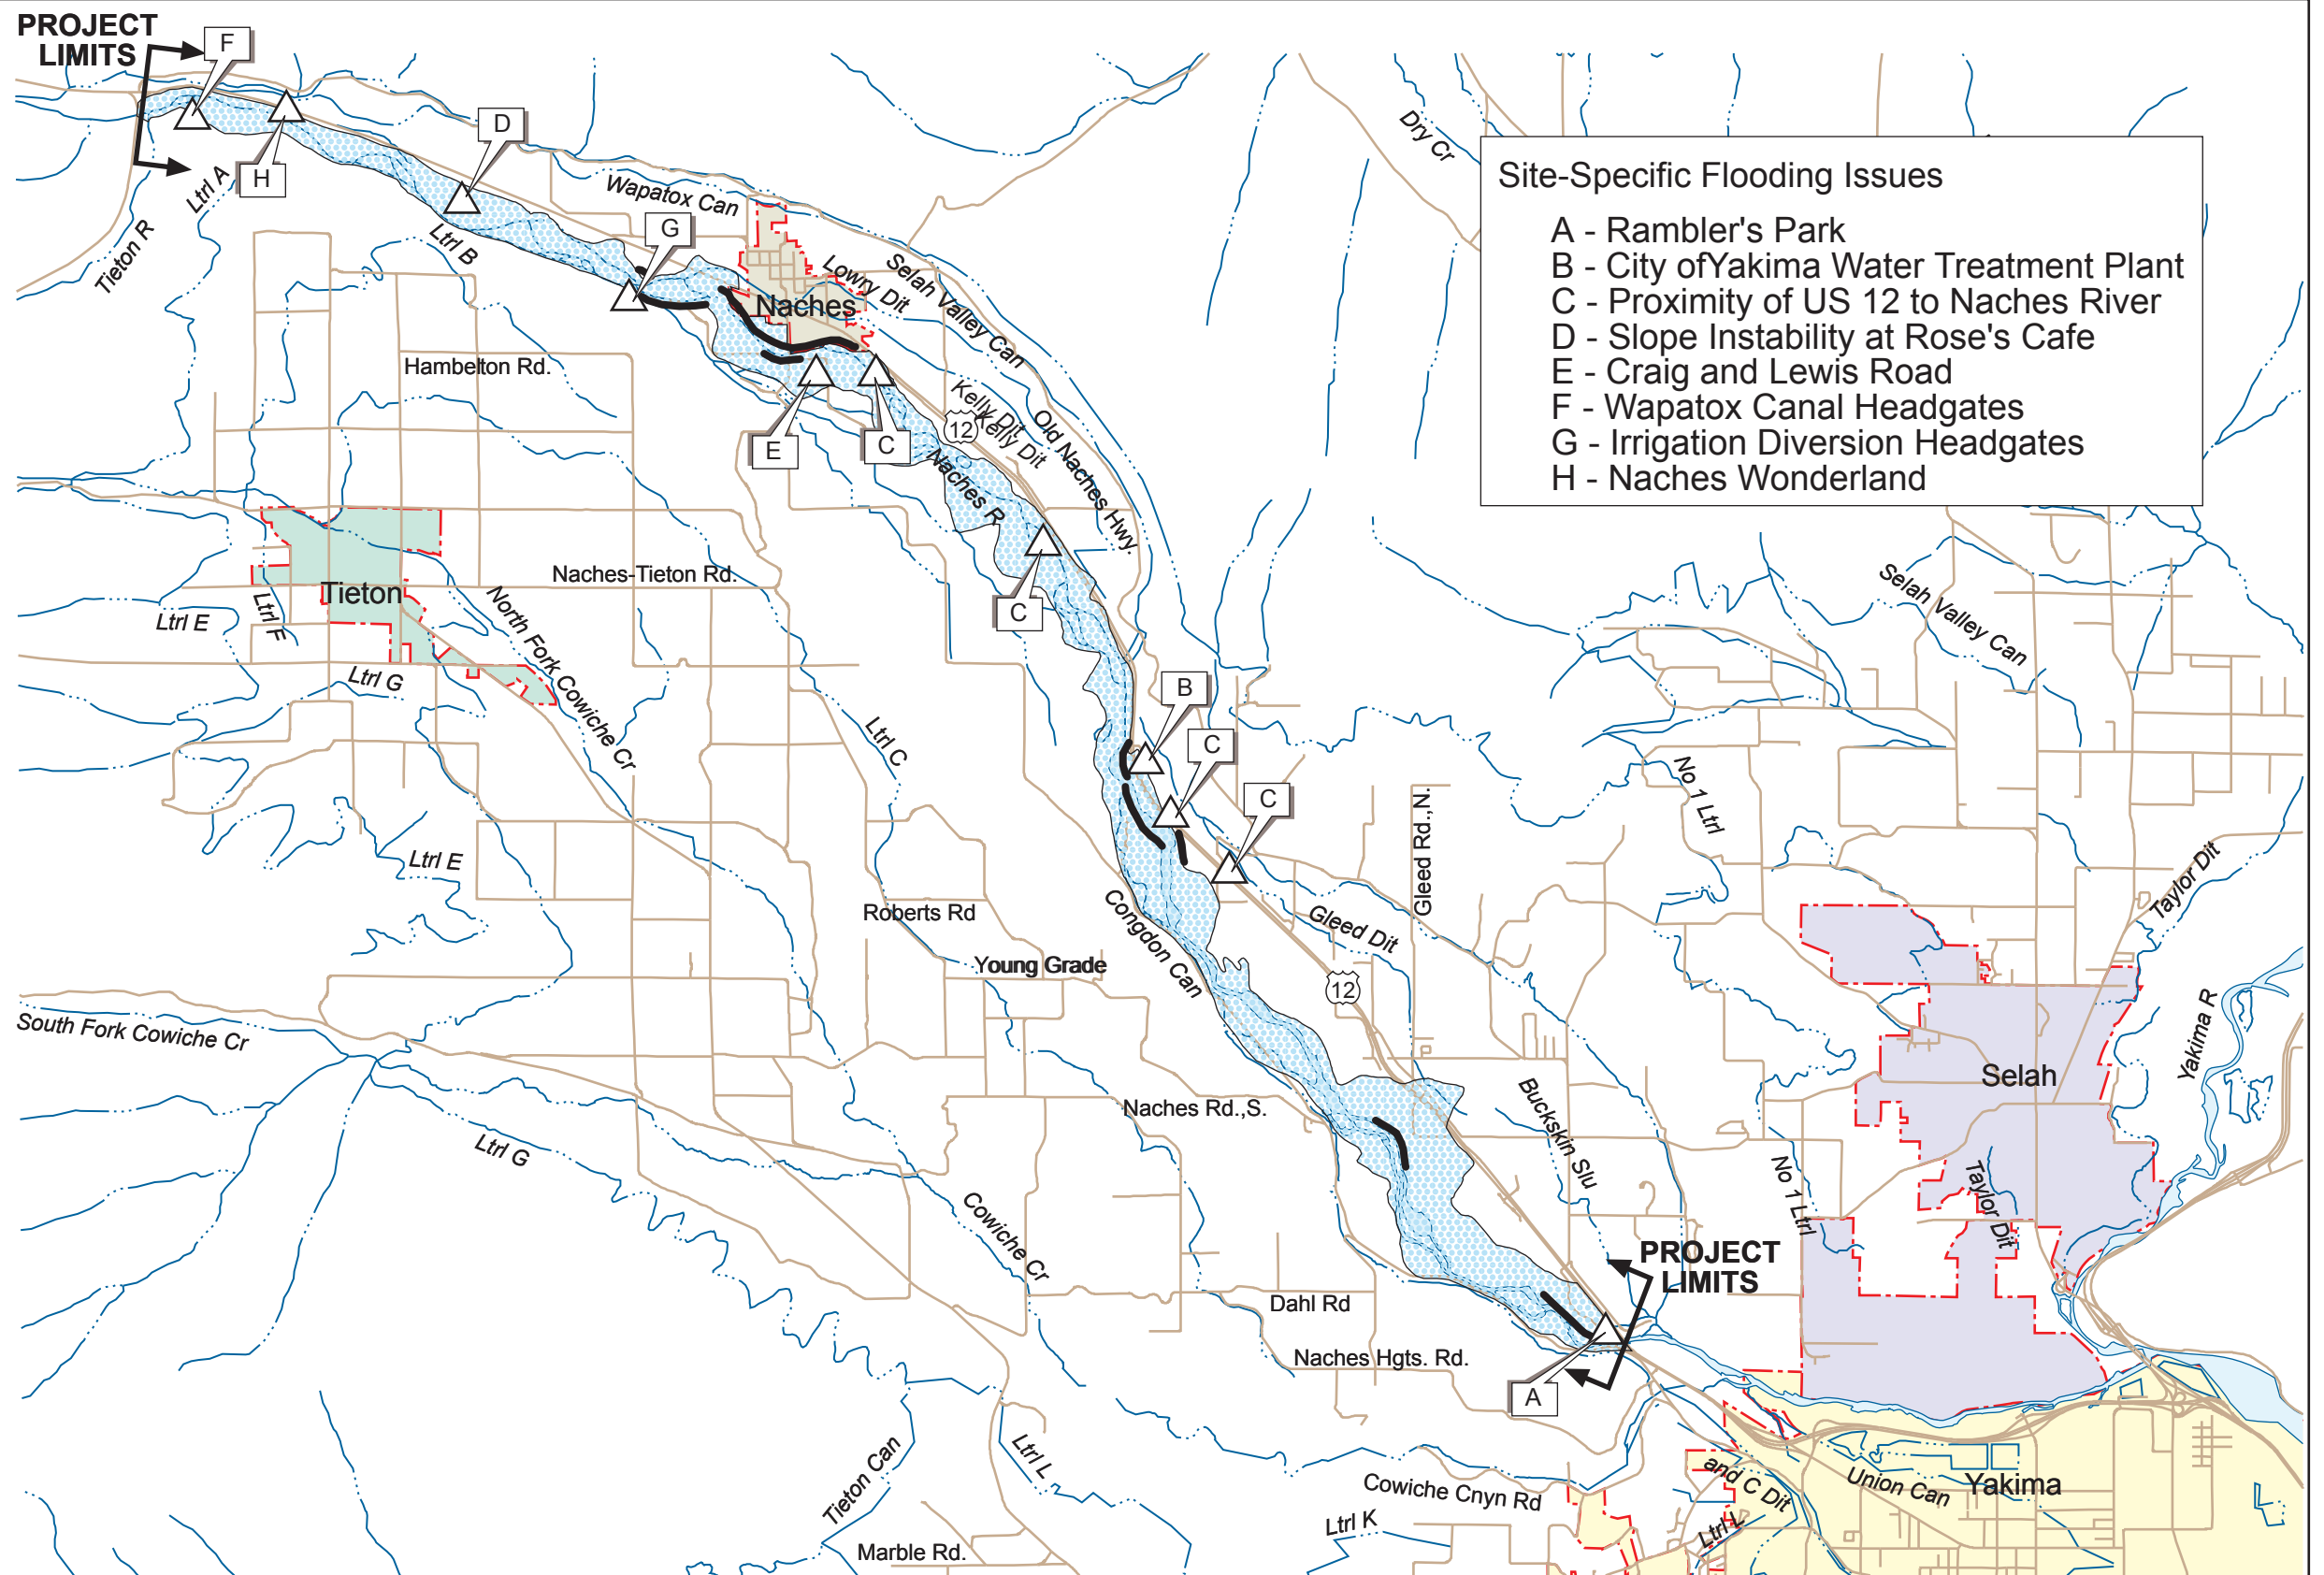 PROJECT
LIMITS
F
H
D
G
E
C
C
B
C
C
A
Site-Specific Flooding Issues
A - Rambler's Park
B - City ofYakima Water Treatment Plant
C - Proximity of US 12 to Naches River
D - Slope Instability at Rose's Cafe
E - Craig and Lewis Road
F - Wapatox Canal Headgates
G - Irrigation Diversion Headgates
H - Naches Wonderland
Dry Cr
Ltrl A
Tieton R
Ltrl B
Wapatox Can
Lowry Dit
Selah Valley Can
Naches
Hambelton Rd.
Kelly Dit
Kelly Dit
12
Old Naches Hwy.
Naches R
Tieton
Naches-Tieton Rd.
Ltrl E
Ltrl F
North Fork Cowiche Cr
Ltrl G
Selah Valley Can
Ltrl C
No 1 Ltrl
Gleed Rd.,N.
Ltrl E
Taylor Dit
Roberts Rd
Gleed Dit
Congdon Can
Young Grade
12
South Fork Cowiche Cr
Yakima R
Selah
Naches Rd.,S.
Buckskin Slu
Ltrl G
No 1 Ltrl
Taylor Dit
Cowiche Cr
PROJECT
LIMITS
Dahl Rd
Naches Hgts. Rd.
Tieton Can
Ltrl L
Cowiche Cnyn Rd
and C Dit
Union Can
Yakima
Ltrl K
Ltrl L
Marble Rd.